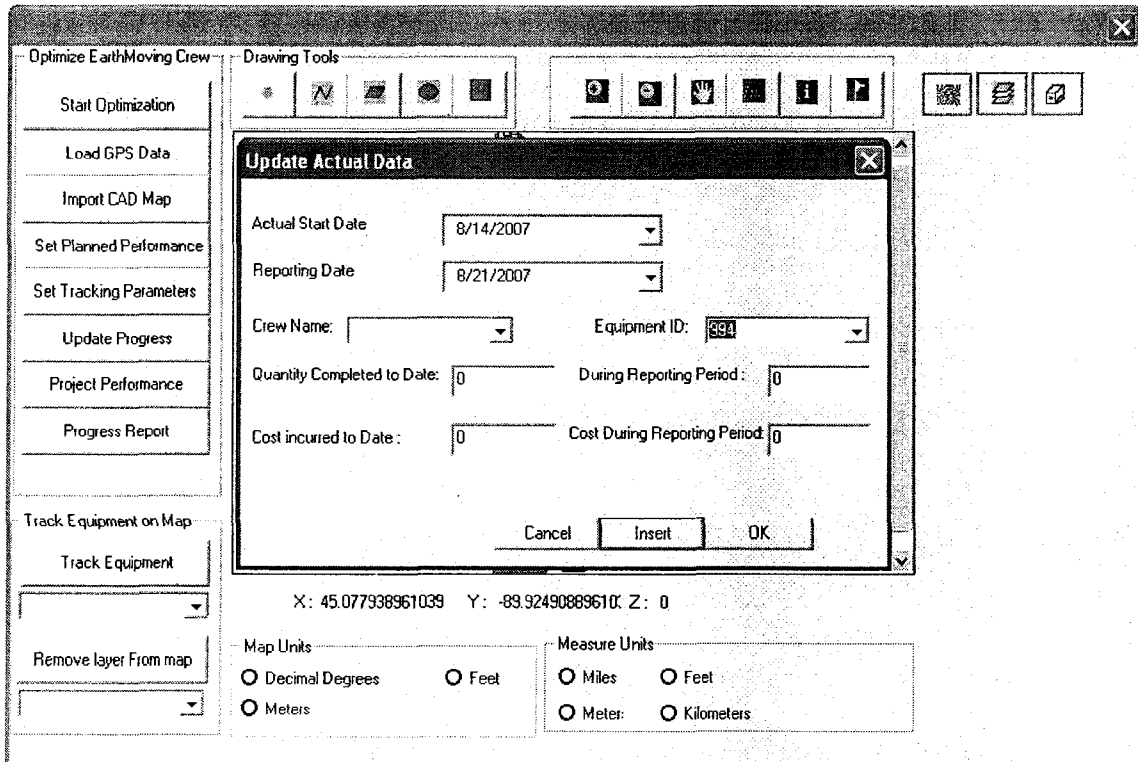 Optimize EarthMoving Crew
Start Optimization
Load GPS Data
Import CAD Map
Set Planned Performance
Set Tracking Parameters
Update Progress
Project Performance
Progress Report
Track Equipment on Map
Track Equipment
Remove layer From map
Drawing Tools
Update Actual Data
Actual Start Date 8/14/2007
Reporting Date 8/21/2007
Crew Name: Equipment ID: 994
Quantity Completed to Date: 0 During Reporting Period : 0
Cost incurred to Date : 0 Cost During Reporting Period: 0
Cancel Insert OK
X: 45.077938961039 Y: -89.9249088961 Z: 0
Map Units
Decimal Degrees Feet
Meters
Measure Units
Miles Feet
Meter: Kilometers